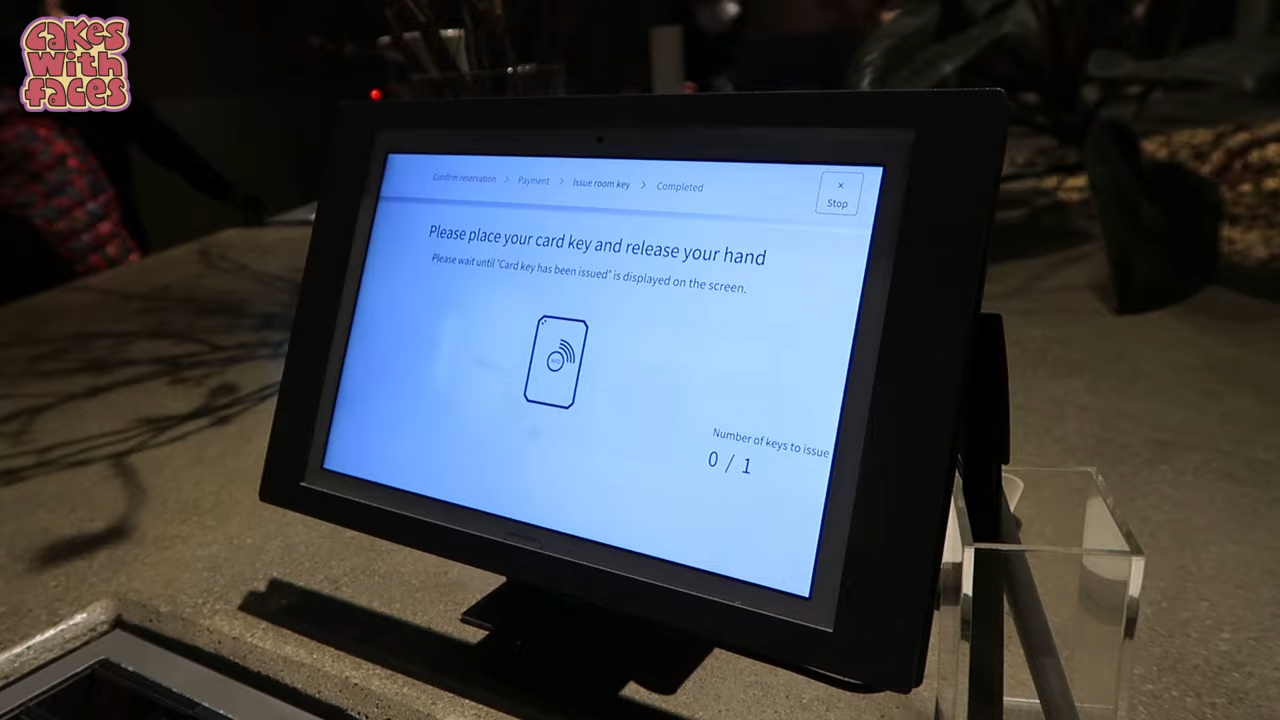 Cakes
With
faces
Confirm reservation > Payment > Issue room key > Completed
×
Stop
Please place your card key and release your hand
Please wait until "Card key has been issued" is displayed on the screen.
Number of keys to issue
0 / 1